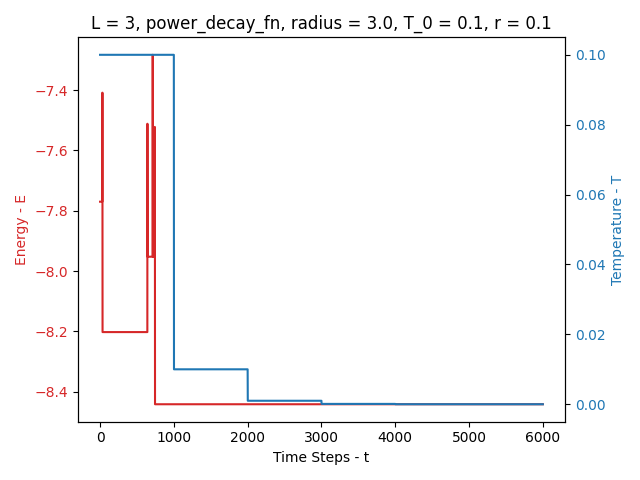 L = 3, power_decay_fn, radius = 3.0, T_0 = 0.1, r = 0.1
Energy - E
−7.4
−7.6
−7.8
−8.0
−8.2
−8.4
0.10
0.08
0.06
0.04
0.02
0.00
Temperature - T
0 1000 2000 3000 4000 5000 6000
Time Steps - t